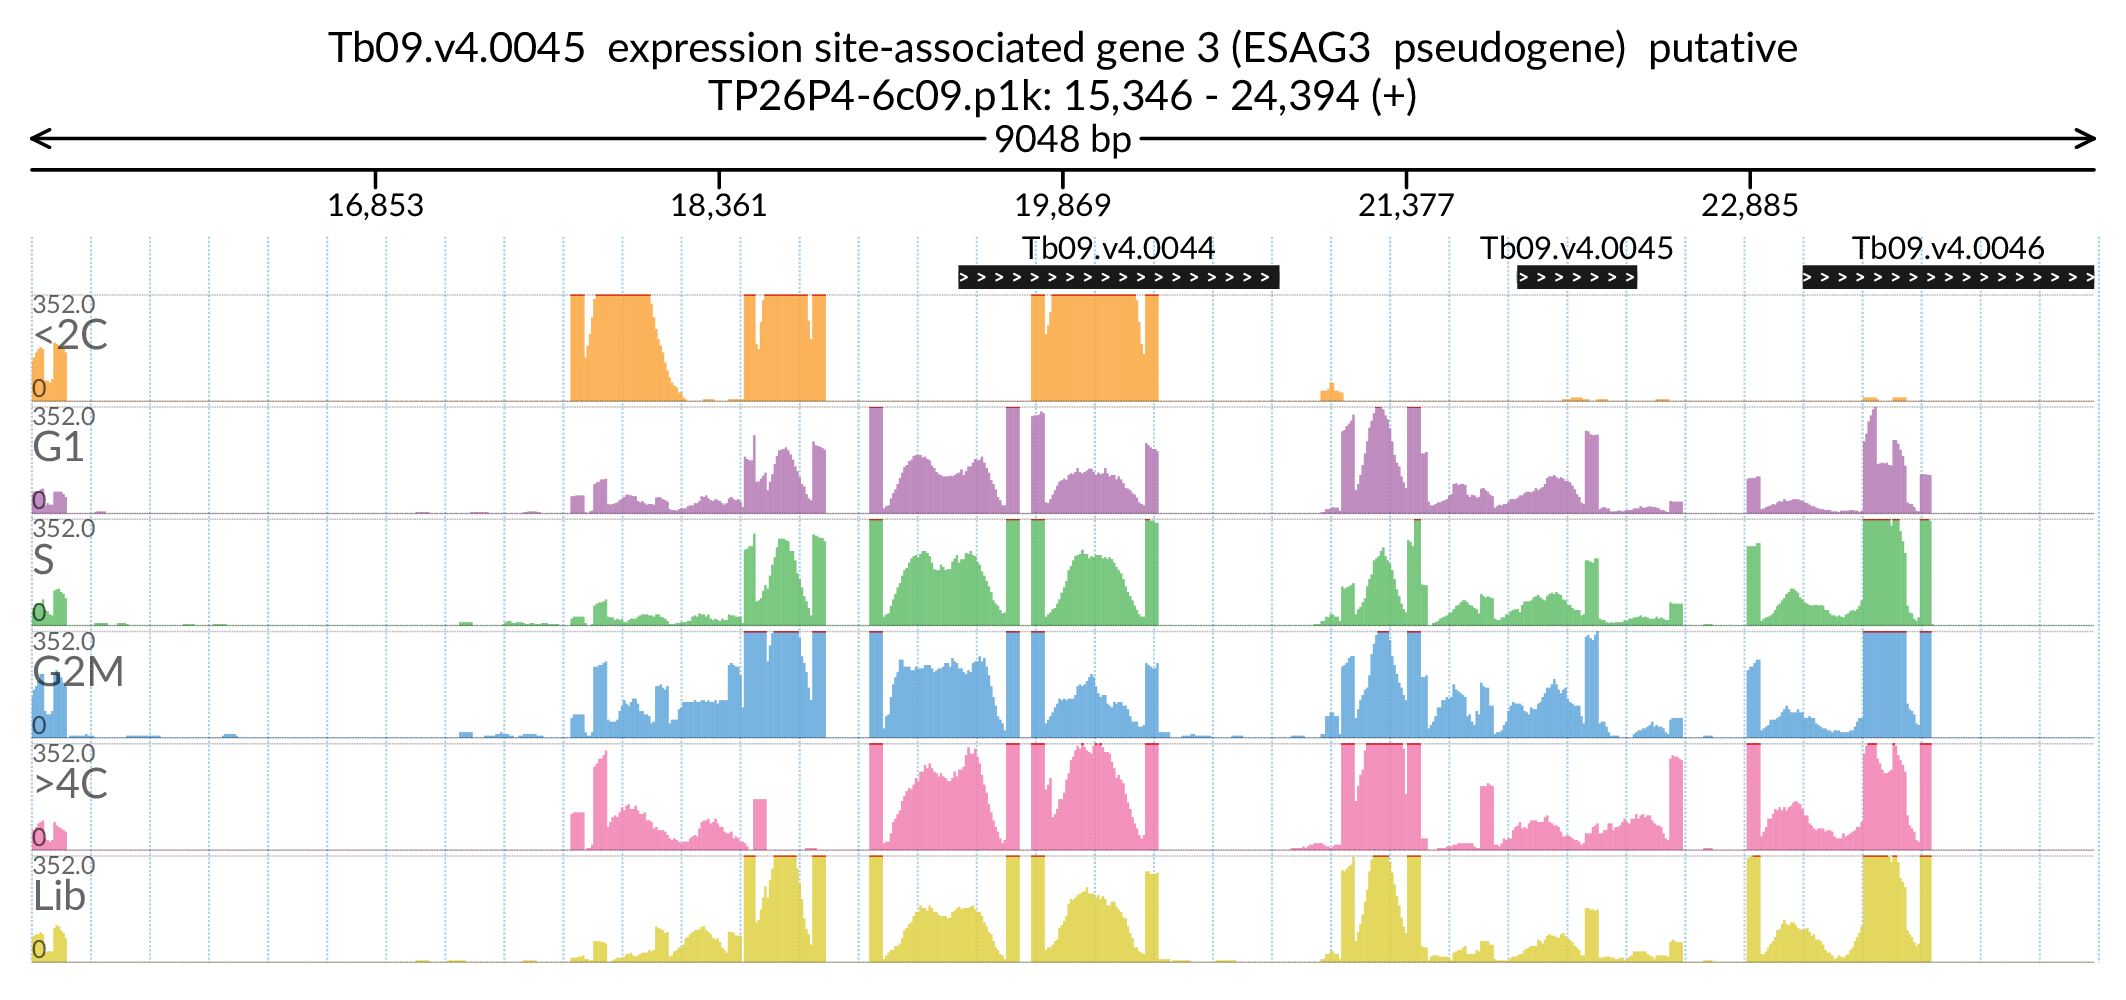 Tb09.v4.0045 expression site-associated gene 3 (ESAG3 pseudogene) putative
TP26P4-6c09.p1k: 15,346 - 24,394 (+)
9048 bp
16,853 18,361 19,869 21,377 22,885
Tb09.v4.0044 Tb09.v4.0045 Tb09.v4.0046
352.0
<2C
0
352.0
G1
0
352.0
S
0
352.0
G2M
0
352.0
>4C
0
352.0
Lib
0